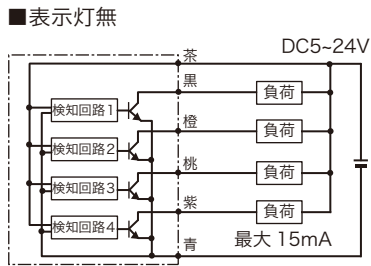 ■表示灯無
茶
DC5~24V
黒
負荷
検知回路1
橙
負荷
検知回路2
桃
負荷
検知回路3
紫
負荷
検知回路4
青
最大 15mA